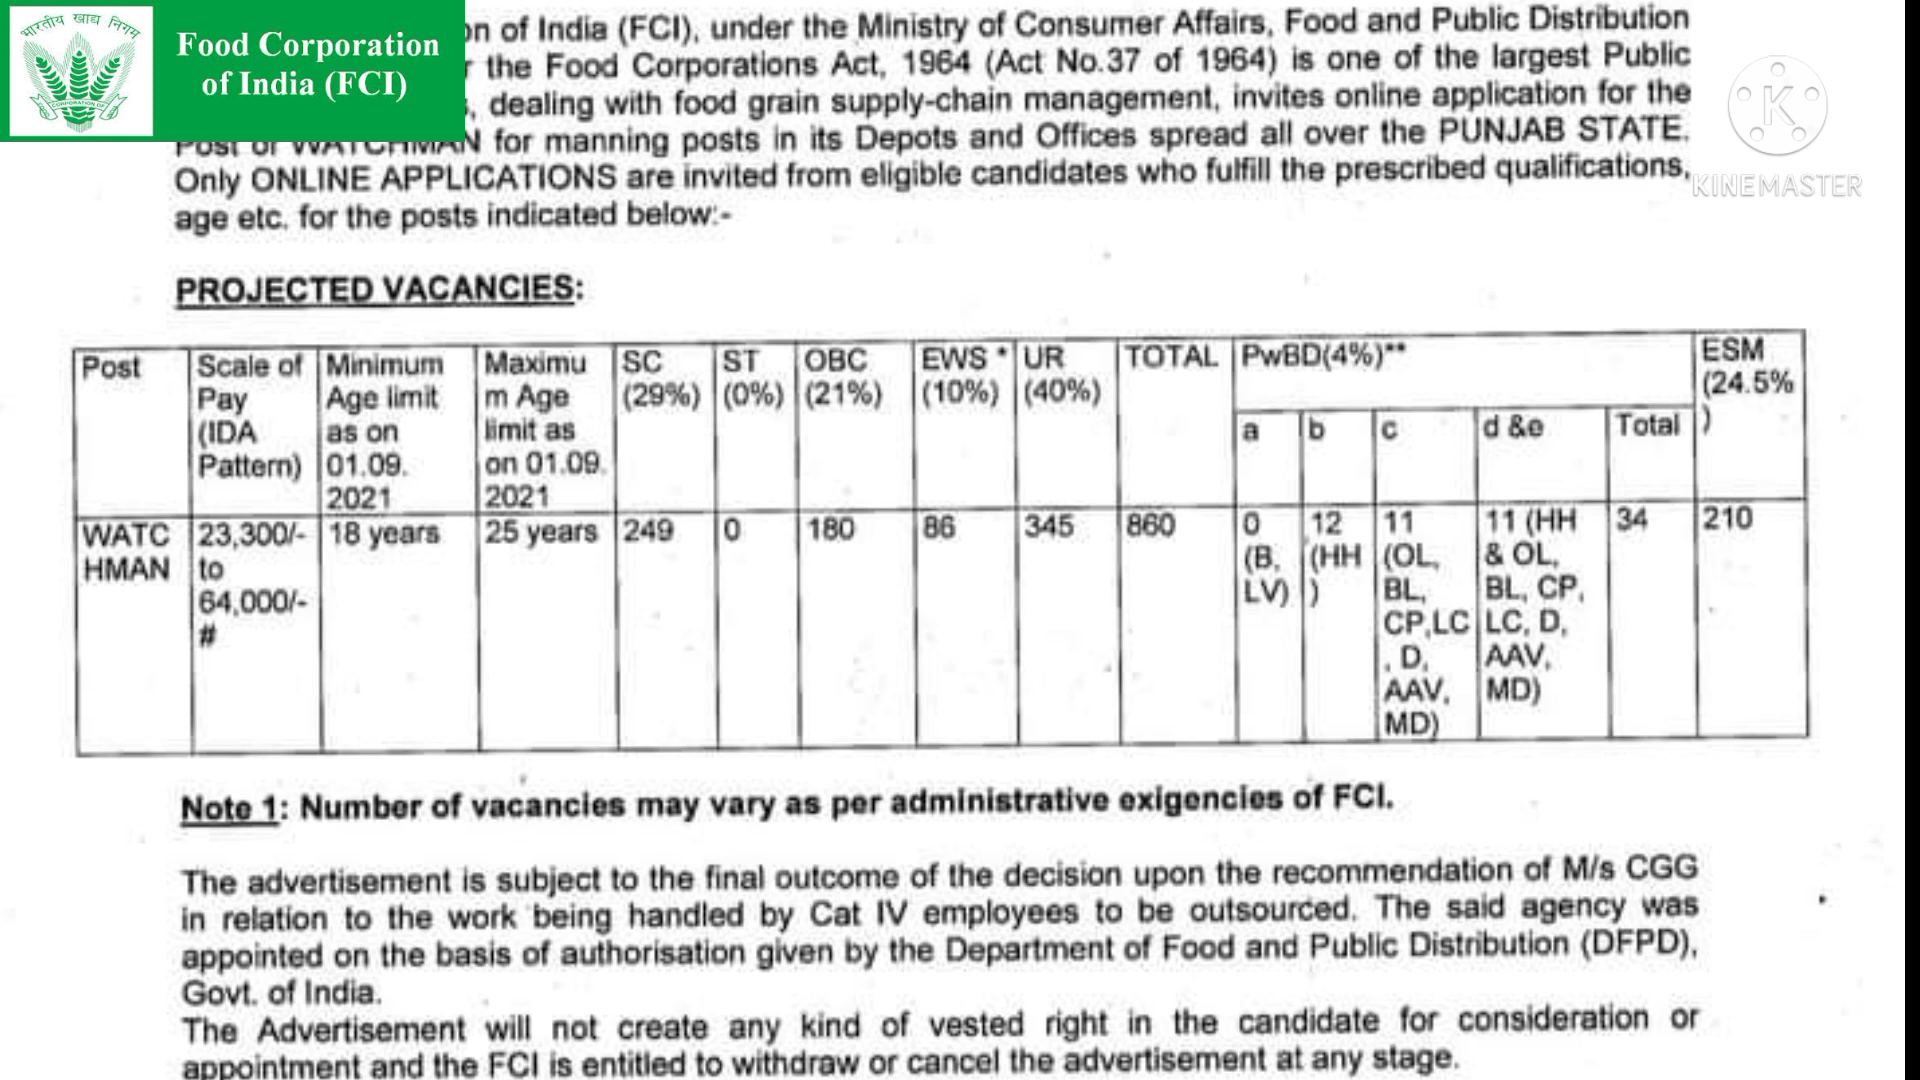 भारतीय खाद्य निगम
Food Corporation
of India (FCI)
CORPORATION OF
on of India (FCI), under the Ministry of Consumer Affairs, Food and Public Distribution
r the Food Corporations Act, 1964 (Act No.37 of 1964) is one of the largest Public
, dealing with food grain supply-chain management, invites online application for the
Post of WATCHMAN for manning posts in its Depots and Offices spread all over the PUNJAB STATE.
Only ONLINE APPLICATIONS are invited from eligible candidates who fulfill the prescribed qualifications,
age etc. for the posts indicated below:-
K
KINEMASTER
PROJECTED VACANCIES:
Post
Scale of
Pay
(IDA
Pattern)
Minimum
Age limit
as on
01.09.
2021
Maximu
m Age
limit as
on 01.09.
2021
SC
(29%)
ST
(0%)
OBC
(21%)
EWS *
(10%)
UR
(40%)
TOTAL
PwBD(4%)**
a
b
c
d &e
Total
ESM
(24.5%
)
WATC
HMAN
23,300/-
to
64,000/-
#
18 years
25 years
249
0
180
86
345
860
0
(B,
LV)
12
(HH
)
11
(OL,
BL,
CP,LC
, D,
AAV,
MD)
11 (HH
& OL,
BL, CP,
LC, D,
AAV,
MD)
34
210
Note 1: Number of vacancies may vary as per administrative exigencies of FCI.
The advertisement is subject to the final outcome of the decision upon the recommendation of M/s CGG
in relation to the work being handled by Cat IV employees to be outsourced. The said agency was
appointed on the basis of authorisation given by the Department of Food and Public Distribution (DFPD),
Govt. of India.
The Advertisement will not create any kind of vested right in the candidate for consideration or
appointment and the FCI is entitled to withdraw or cancel the advertisement at any stage.